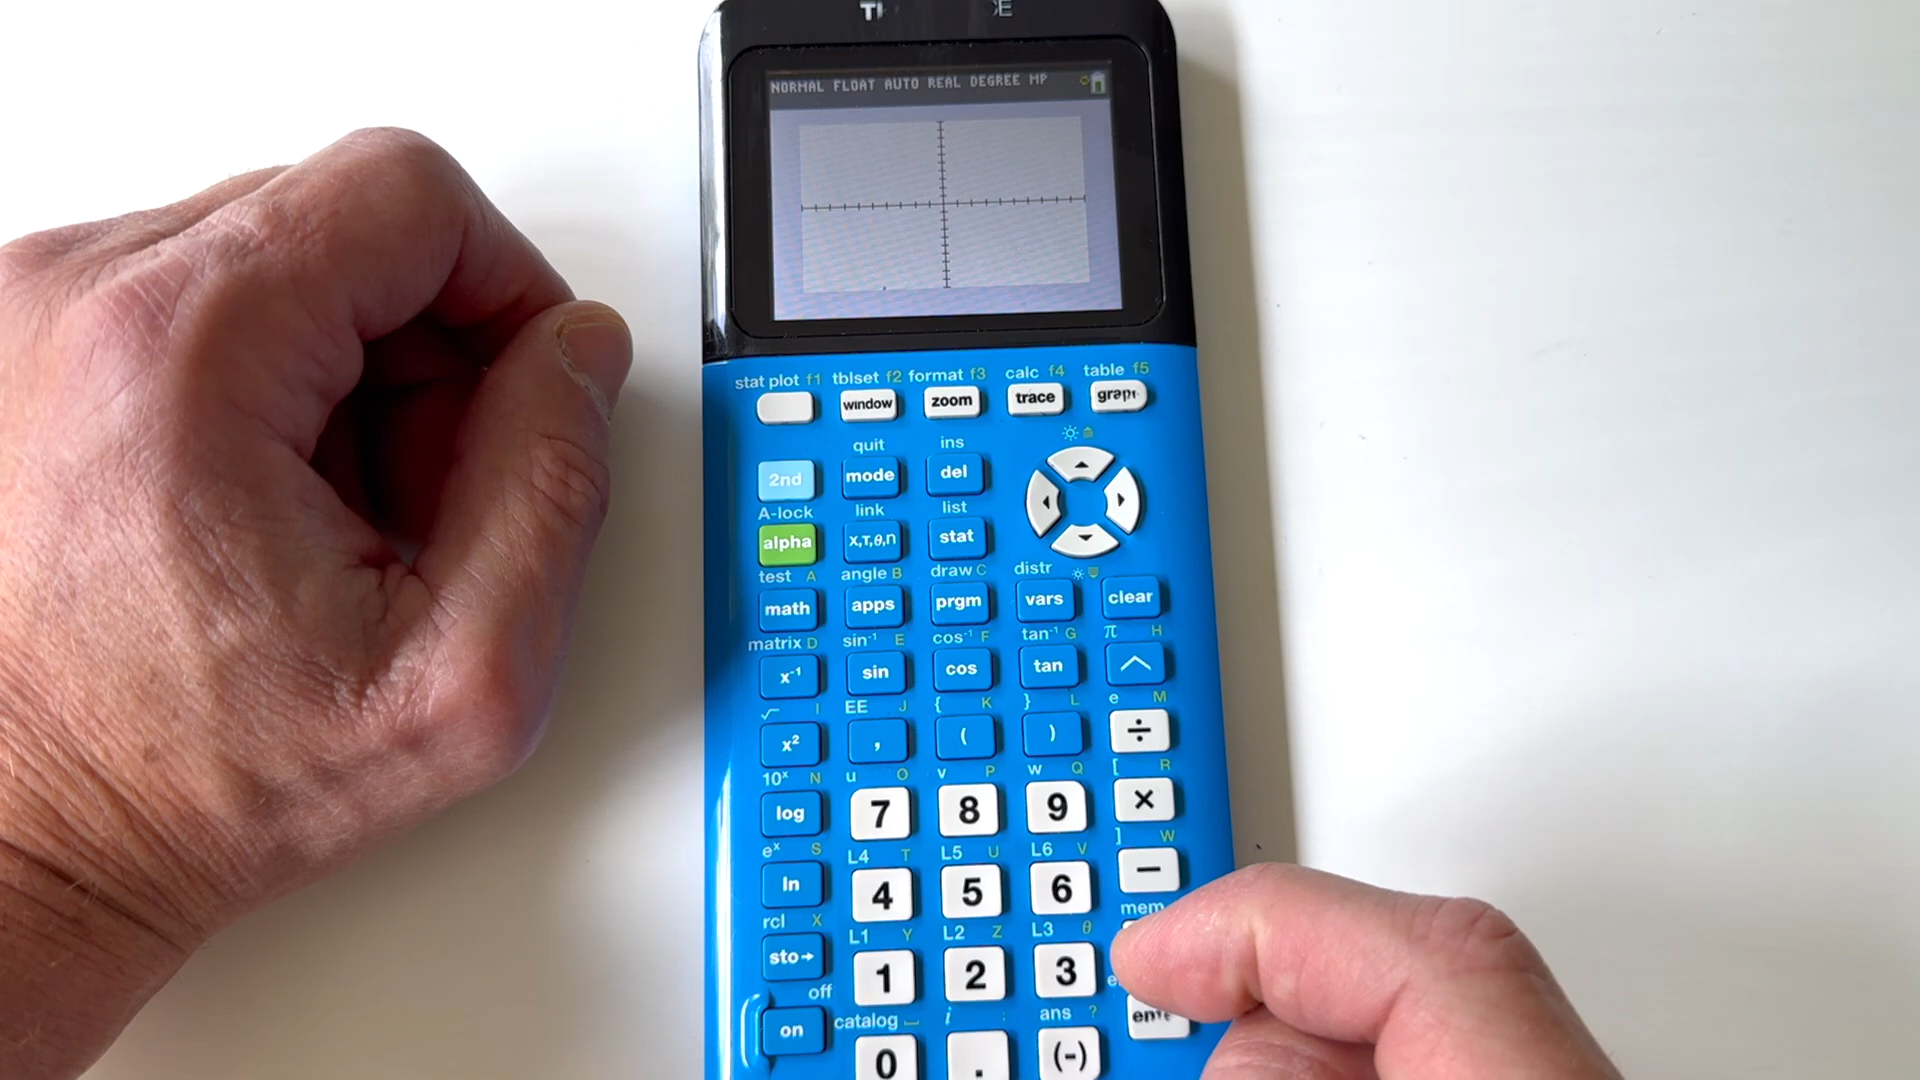 TI CE
NORMAL FLOAT AUTO REAL DEGREE MP
stat plot f1 tblset f2 format f3 calc f4 table f5
window zoom trace graph
quit ins
2nd mode del
A-lock link list
alpha X,T,θ,n stat
test A angle B draw C distr
math apps prgm vars clear
matrix D sin⁻¹ E cos⁻¹ F tan⁻¹ G π H
x⁻¹ sin cos tan ^
√ I EE J { K } L e M
x² , ( ) ÷
10ˣ N u O v P w Q [ R
log 7 8 9 ×
eˣ S L4 T L5 U L6 V ] W
ln 4 5 6 −
rcl X L1 Y L2 Z L3 θ mem
sto→ 1 2 3
off catalog i : ans ?
on 0 . (-)